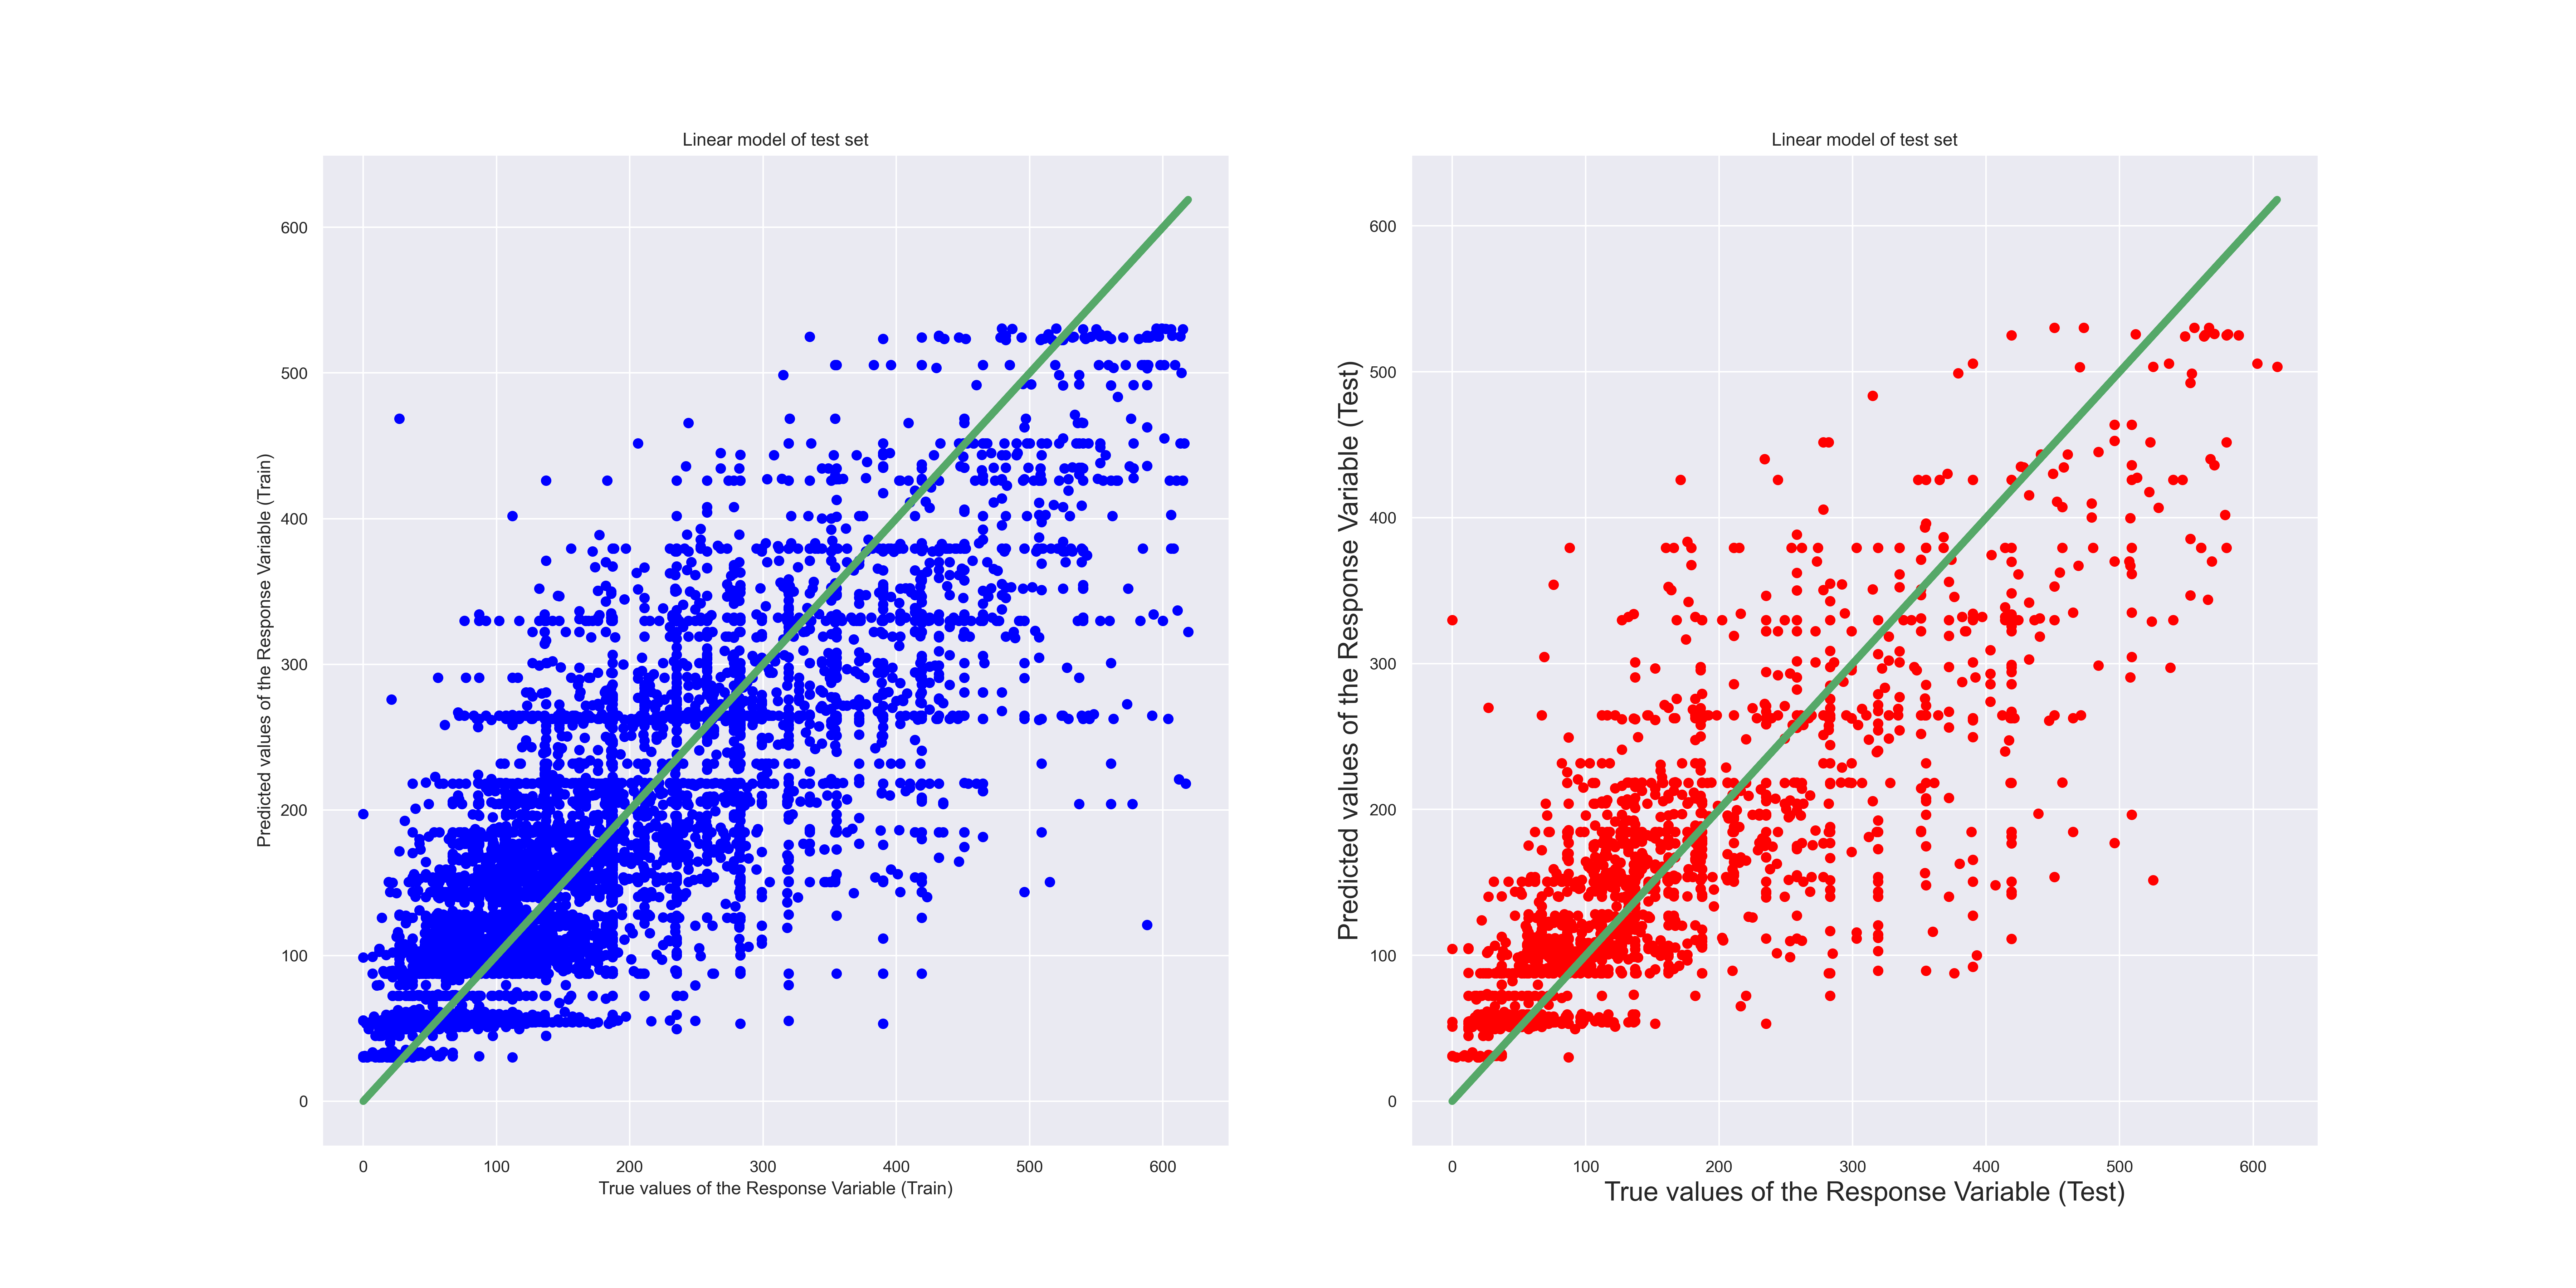 Linear model of test set
Predicted values of the Response Variable (Train)
600
500
400
300
200
100
0
0 100 200 300 400 500 600
True values of the Response Variable (Train)
Linear model of test set
Predicted values of the Response Variable (Test)
600
500
400
300
200
100
0
0 100 200 300 400 500 600
True values of the Response Variable (Test)